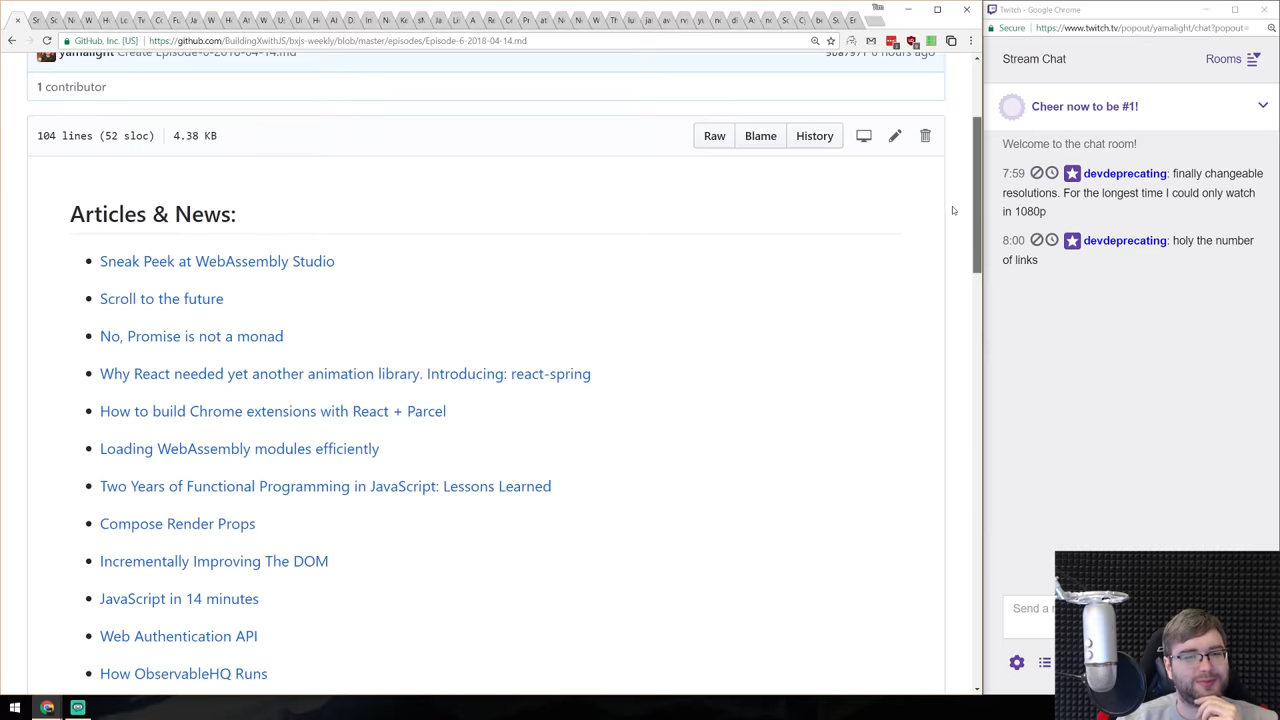 Twitch - Google Chrome
GitHub, Inc. [US] https://github.com/BuildingXwithJS/bxjs-weekly/blob/master/episodes/Episode-6-2018-04-14.md
Secure https://www.twitch.tv/popout/yamalight/chat?popout=
yamalight Create Episode-6-2018-04-14.md
5ba7971 6 hours ago
1 contributor
104 lines (52 sloc) 4.38 KB
Raw Blame History
Articles & News:
Sneak Peek at WebAssembly Studio
Scroll to the future
No, Promise is not a monad
Why React needed yet another animation library. Introducing: react-spring
How to build Chrome extensions with React + Parcel
Loading WebAssembly modules efficiently
Two Years of Functional Programming in JavaScript: Lessons Learned
Compose Render Props
Incrementally Improving The DOM
JavaScript in 14 minutes
Web Authentication API
How ObservableHQ Runs
Stream Chat
Rooms
Cheer now to be #1!
Welcome to the chat room!
7:59 devdeprecating: finally changeable
resolutions. For the longest time I could only watch
in 1080p
8:00 devdeprecating: holy the number
of links
Send a